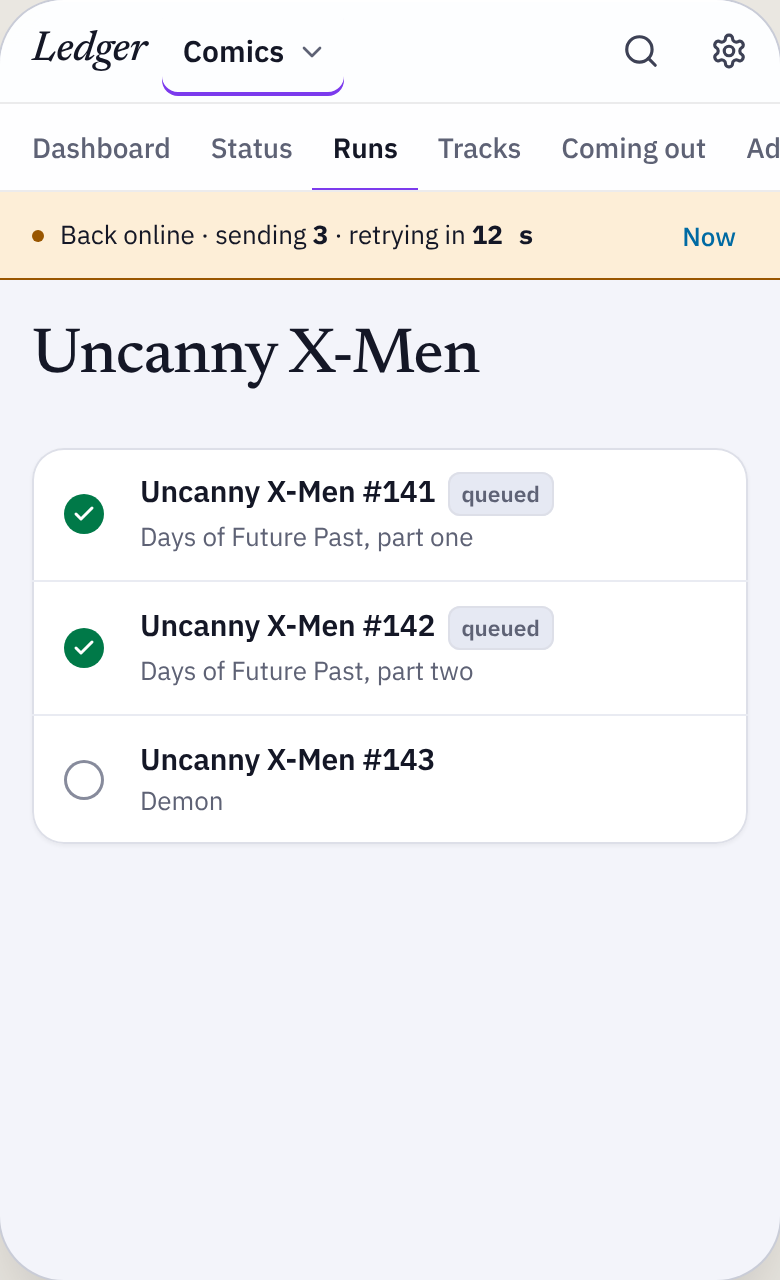 Ledger Comics
Dashboard Status Runs Tracks Coming out Ad
Back online · sending 3 · retrying in 12 s Now
Uncanny X-Men
Uncanny X-Men #141 queued
Days of Future Past, part one
Uncanny X-Men #142 queued
Days of Future Past, part two
Uncanny X-Men #143
Demon